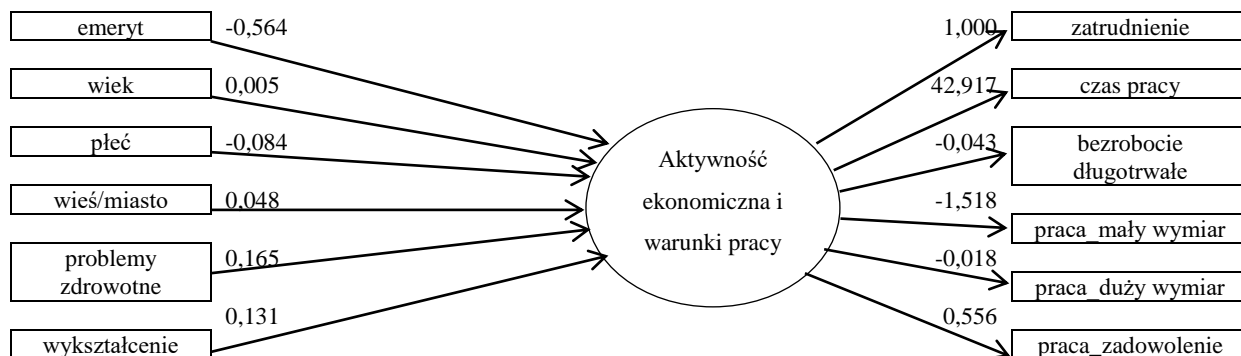 emeryt
-0,564
wiek
0,005
płeć
-0,084
wieś/miasto
0,048
problemy
zdrowotne
0,165
wykształcenie
0,131
Aktywność
ekonomiczna i
warunki pracy
1,000
zatrudnienie
42,917
czas pracy
-0,043
bezrobocie
długotrwałe
-1,518
praca_mały wymiar
-0,018
praca_duży wymiar
0,556
praca_zadowolenie